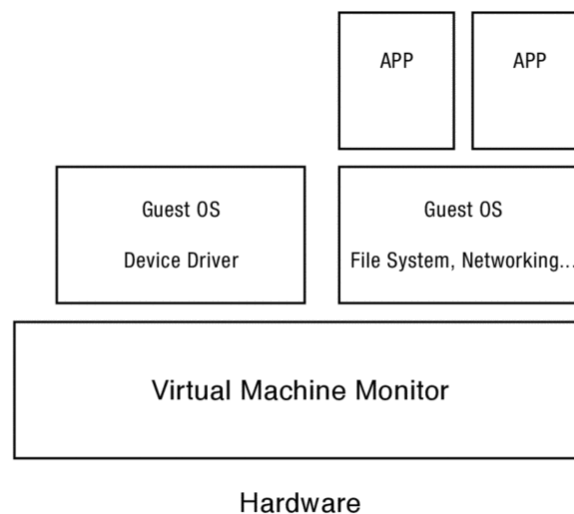 APP
APP
Guest OS
Device Driver
Guest OS
File System, Networking...
Virtual Machine Monitor
Hardware